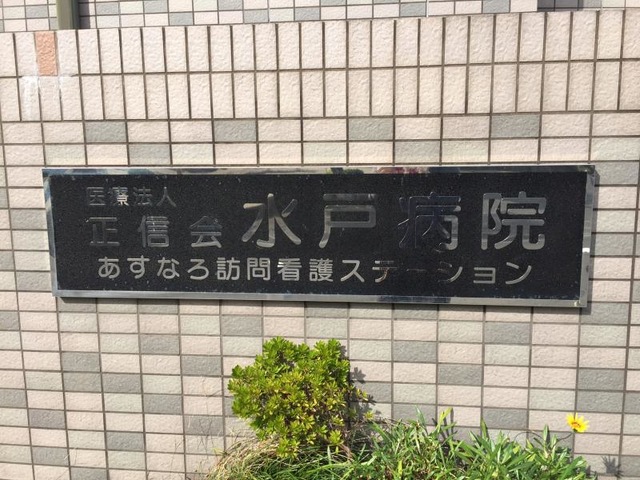 医療法人
正信会 水戸病院
あすなろ訪問看護ステーション